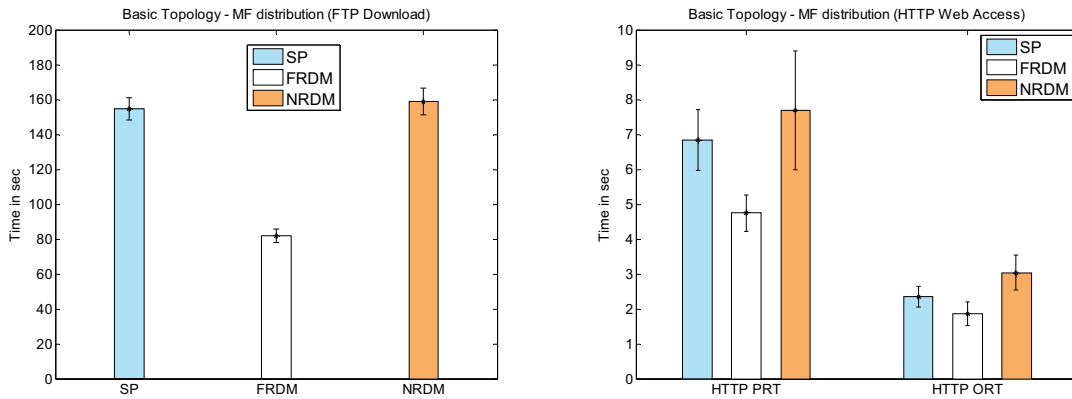 Basic Topology - MF distribution (FTP Download)
200
180
160
140
120
100
80
60
40
20
0
Time in sec
SP
FRDM
NRDM
SP
FRDM
NRDM
Basic Topology - MF distribution (HTTP Web Access)
10
9
8
7
6
5
4
3
2
1
0
Time in sec
SP
FRDM
NRDM
HTTP PRT
HTTP ORT